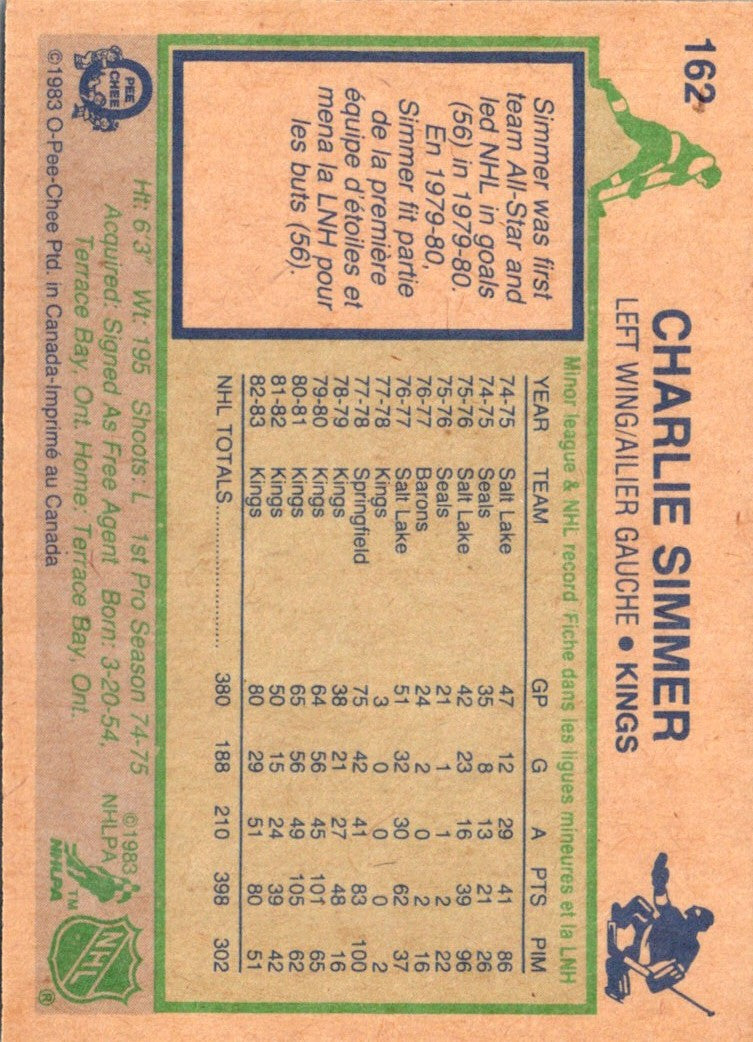 162
CHARLIE SIMMER
LEFT WING/AILIER GAUCHE • KINGS
Simmer was first
team All-Star and
led NHL in goals
(56) in 1979-80.
En 1979-80,
Simmer fit partie
de la première
équipe d'étoiles et
mena la LNH pour
les buts (56).
Minor league & NHL record Fiche dans les ligues mineures et la LNH
YEAR TEAM GP G A PTS PIM
74-75 Salt Lake 47 12 29 41 86
74-75 Seals 35 8 13 21 26
75-76 Salt Lake 42 23 16 39 96
75-76 Seals 21 1 1 2 22
76-77 Barons 24 2 0 2 16
76-77 Salt Lake 51 32 30 62 37
77-78 Kings 3 0 0 0 2
77-78 Springfield 75 42 41 83 100
78-79 Kings 38 21 27 48 16
79-80 Kings 64 56 45 101 65
80-81 Kings 65 56 49 105 62
81-82 Kings 50 15 24 39 42
82-83 Kings 80 29 51 80 51
NHL TOTALS.................... 380 188 210 398 302
O PEE CHEE
Ht: 6'3" Wt: 195 Shoots: L 1st Pro Season 74-75
Acquired: Signed As Free Agent Born: 3-20-54,
Terrace Bay, Ont. Home: Terrace Bay, Ont.
©1983 O-Pee-Chee Ptd. in Canada-Imprimé au Canada
©1983
NHLPA
NHLPA
™
NHL
®